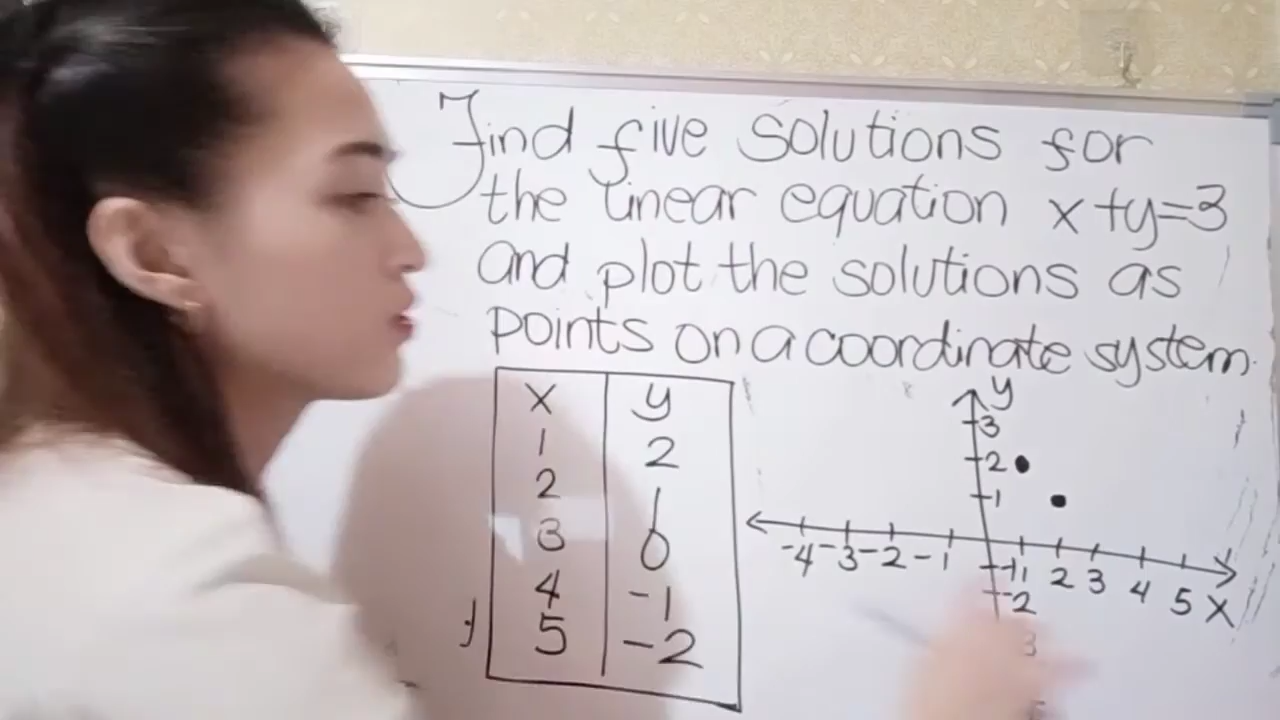 Find five solutions for
the linear equation x+y=3
and plot the solutions as
points on a coordinate system.
x y
1 2
2 1
3 0
4 -1
5 -2
y
3
2
1
-4 -3 -2 -1 1 2 3 4 5 X
-1
-2
3